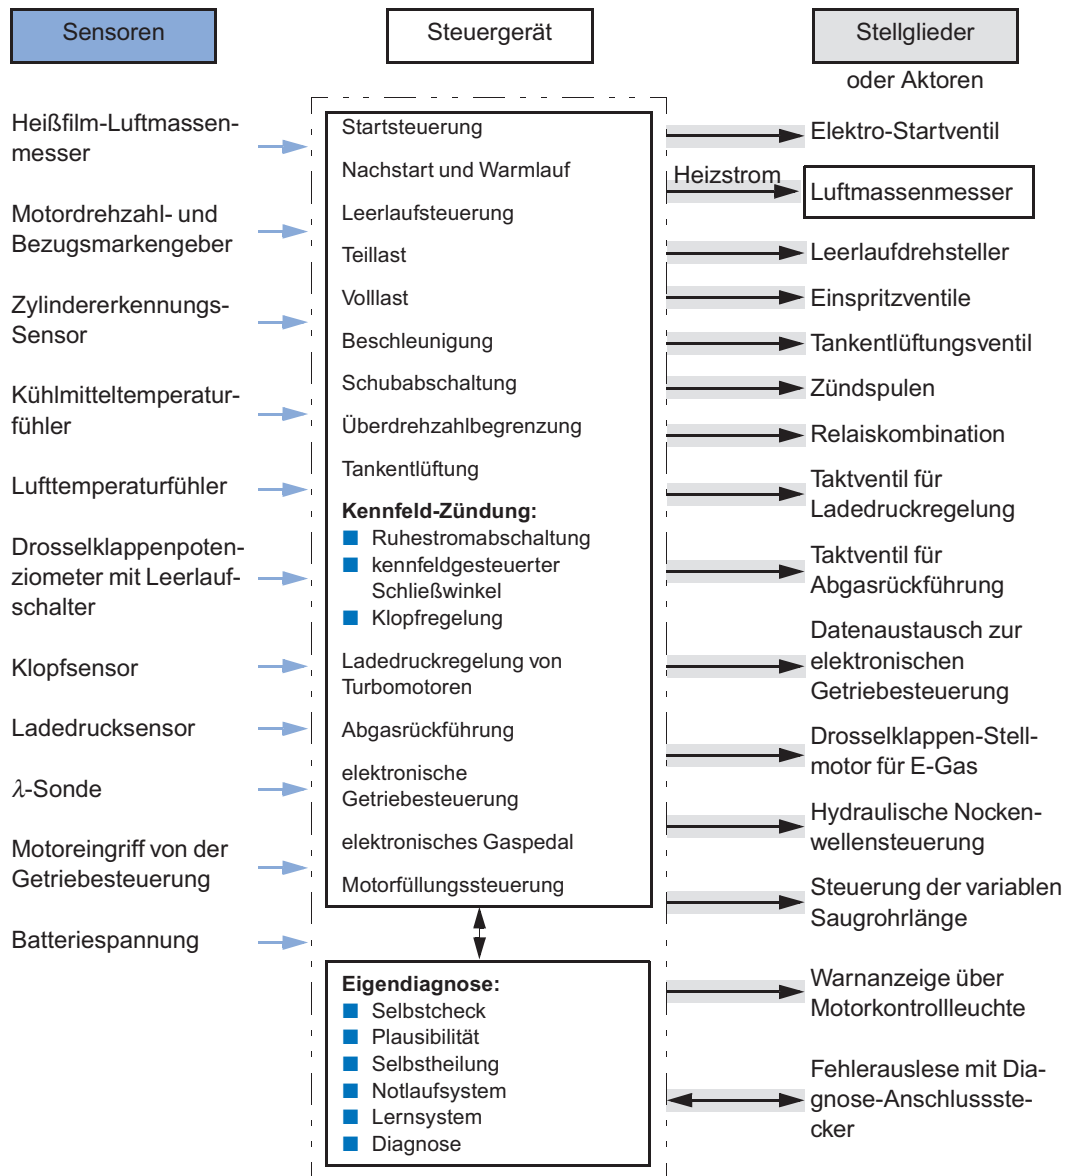 Sensoren
Steuergerät
Stellglieder
oder Aktoren
Heißfilm-Luftmassen-
messer
Motordrehzahl- und
Bezugsmarkengeber
Zylindererkennungs-
Sensor
Kühlmitteltemperatur-
fühler
Lufttemperaturfühler
Drosselklappenpoten-
ziometer mit Leerlauf-
schalter
Klopfsensor
Ladedrucksensor
λ-Sonde
Motoreingriff von der
Getriebesteuerung
Batteriespannung
Startsteuerung
Nachstart und Warmlauf
Leerlaufsteuerung
Teillast
Volllast
Beschleunigung
Schubabschaltung
Überdrehzahlbegrenzung
Tankentlüftung
Kennfeld-Zündung:
Ruhestromabschaltung
kennfeldgesteuerter
Schließwinkel
Klopfregelung
Ladedruckregelung von
Turbomotoren
Abgasrückführung
elektronische
Getriebesteuerung
elektronisches Gaspedal
Motorfüllungssteuerung
Eigendiagnose:
Selbstcheck
Plausibilität
Selbstheilung
Notlaufsystem
Lernsystem
Diagnose
Elektro-Startventil
Heizstrom
Luftmassenmesser
Leerlaufdrehsteller
Einspritzventile
Tankentlüftungsventil
Zündspulen
Relaiskombination
Taktventil für
Ladedruckregelung
Taktventil für
Abgasrückführung
Datenaustausch zur
elektronischen
Getriebesteuerung
Drosselklappen-Stell-
motor für E-Gas
Hydraulische Nocken-
wellensteuerung
Steuerung der variablen
Saugrohrlänge
Warnanzeige über
Motorkontrollleuchte
Fehlerauslese mit Dia-
gnose-Anschlussste-
cker